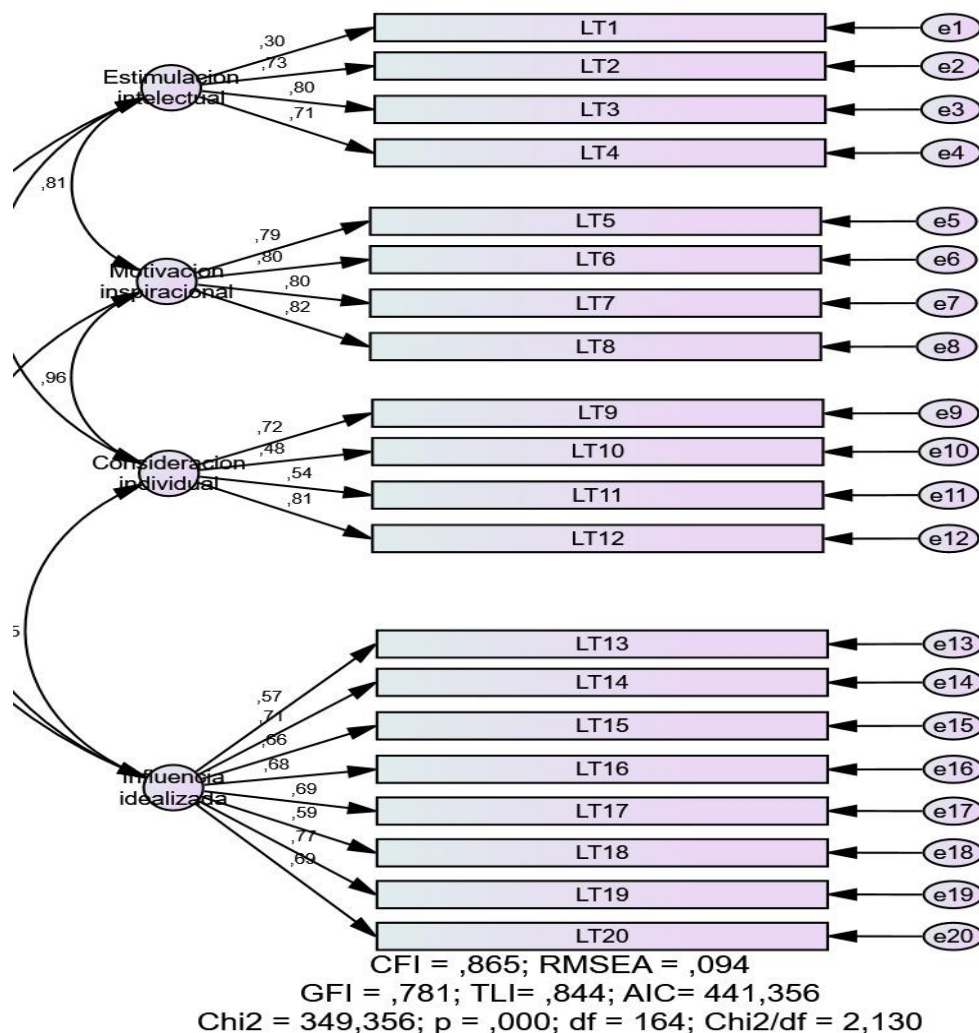 ,30
LT1
e1
,73
LT2
e2
Estimulacion
intelectual
,80
LT3
e3
,71
LT4
e4
,81
,79
LT5
e5
,80
LT6
e6
Motivacion
inspiracional
,80
LT7
e7
,82
LT8
e8
,96
,72
LT9
e9
,48
LT10
e10
Consideracion
individual
,54
LT11
e11
,81
LT12
e12
5
,57
LT13
e13
,71
LT14
e14
,66
LT15
e15
Influencia
idealizada
,68
LT16
e16
,69
LT17
e17
,59
LT18
e18
,77
LT19
e19
,69
LT20
e20
CFI = ,865; RMSEA = ,094
GFI = ,781; TLI= ,844; AIC= 441,356
Chi2 = 349,356; p = ,000; df = 164; Chi2/df = 2,130